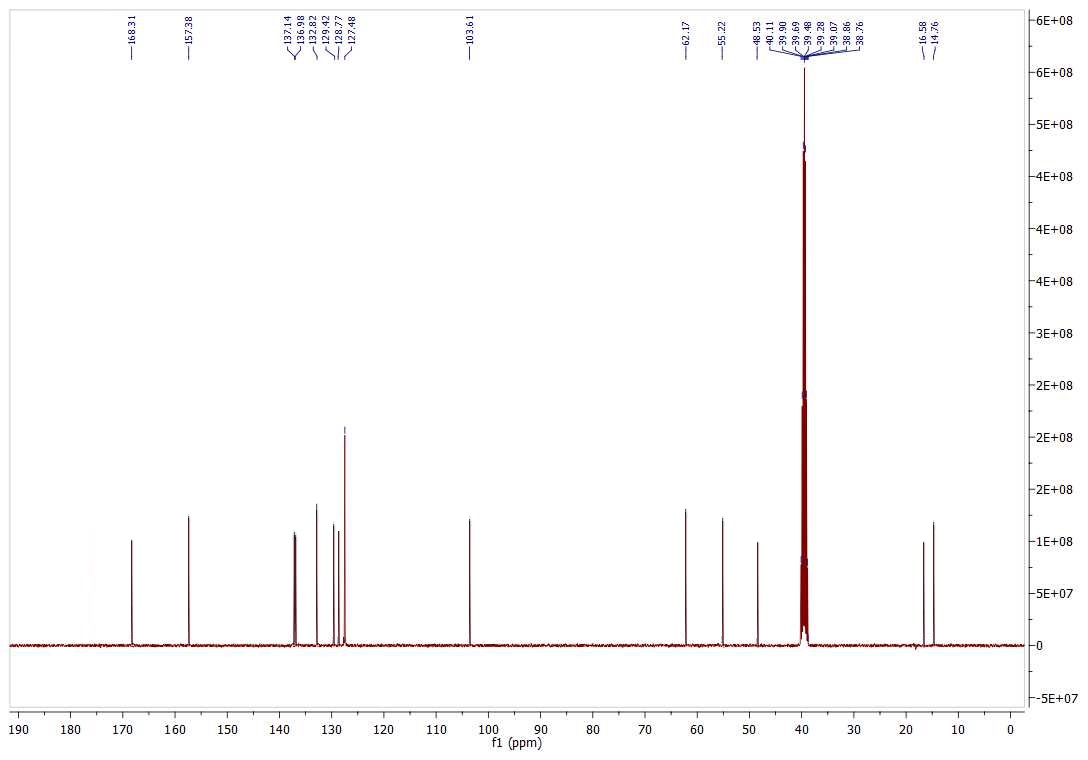 168.31
157.38
137.14
136.98
132.82
129.42
128.77
127.48
103.61
62.17
55.22
48.53
40.11
39.90
39.69
39.48
39.28
39.07
38.86
38.76
16.58
14.76
6E+08
6E+08
5E+08
4E+08
4E+08
4E+08
3E+08
2E+08
2E+08
2E+08
1E+08
5E+07
0
-5E+07
190 180 170 160 150 140 130 120 110 100 90 80 70 60 50 40 30 20 10 0
f1 (ppm)